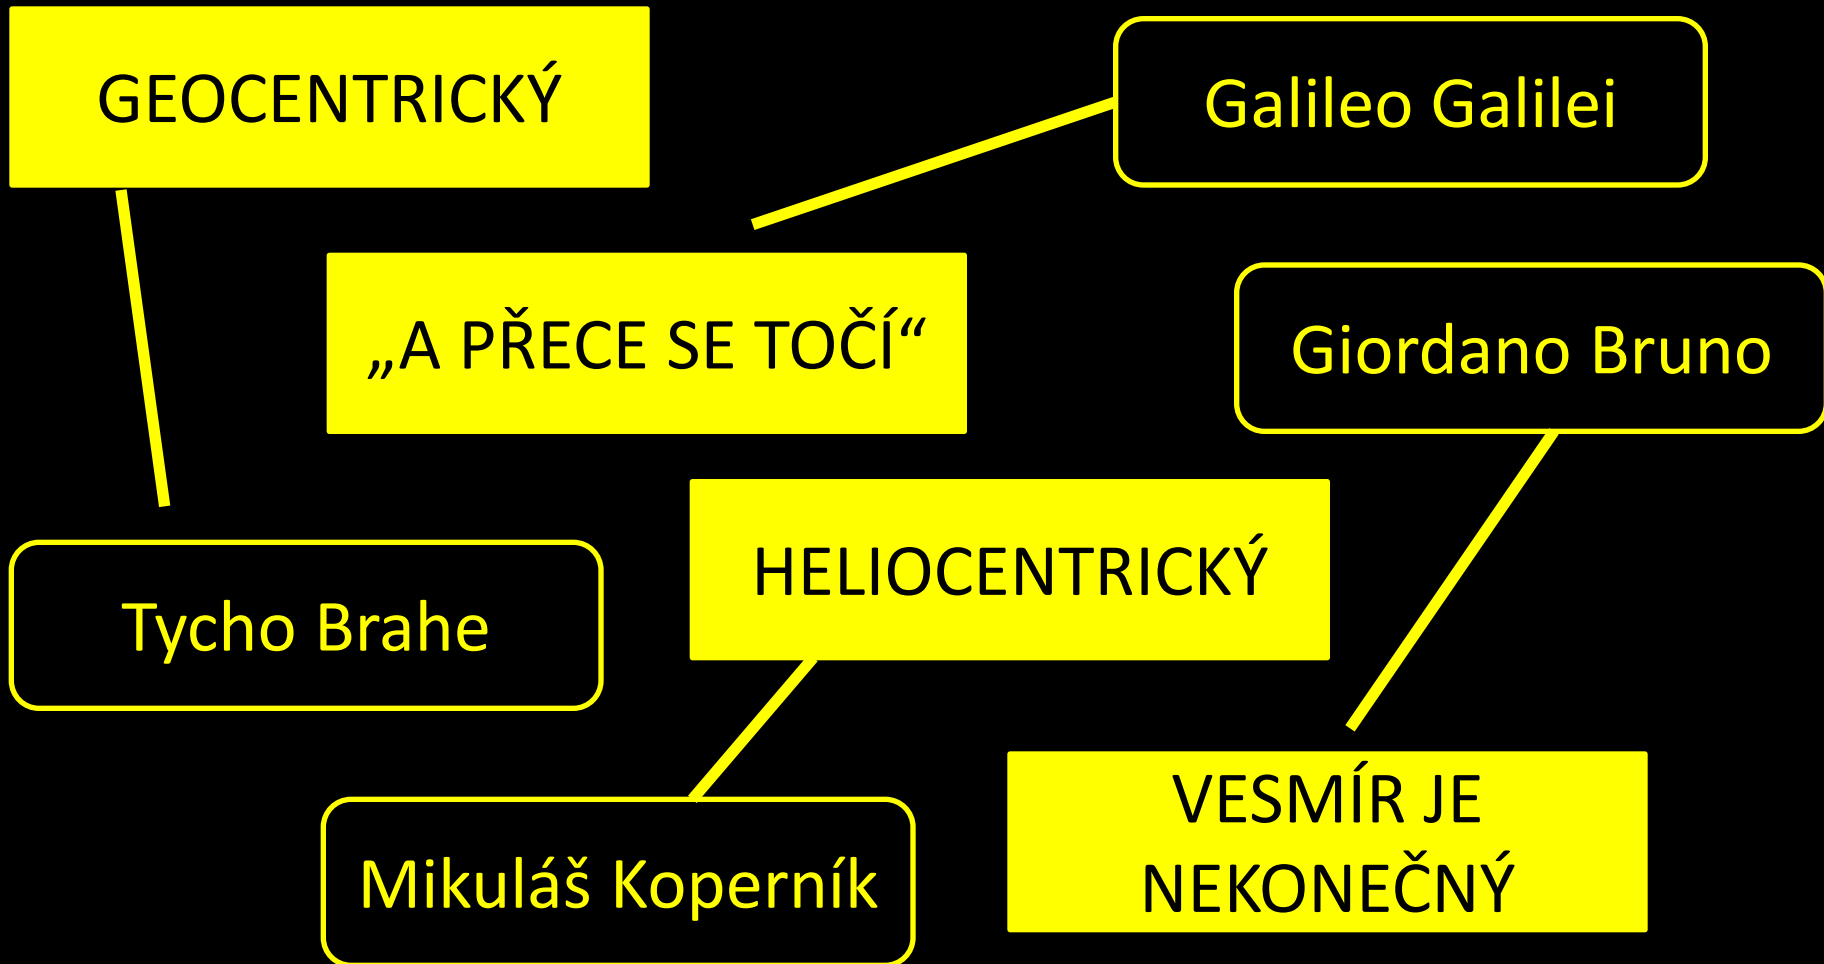 GEOCENTRICKÝ
Galileo Galilei
„A PŘECE SE TOČÍ“
Giordano Bruno
HELIOCENTRICKÝ
Tycho Brahe
VESMÍR JE
NEKONEČNÝ
Mikuláš Koperník